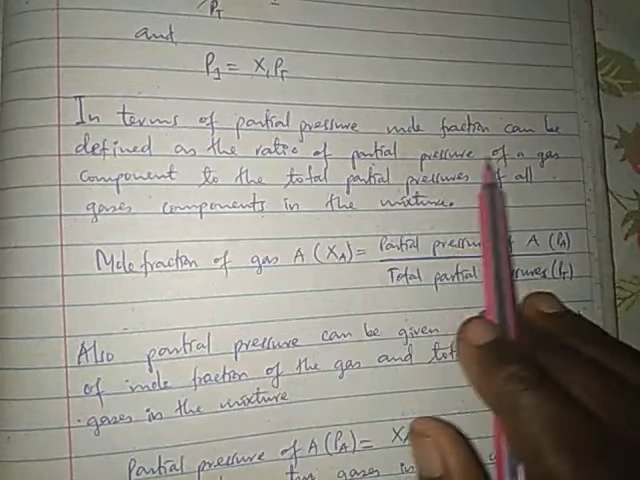 PT
and
P1 = X1PT
In terms of partial pressure mole fraction can be
defined as the ratio of partial pressure of a gas
component to the total partial pressures of all
gases components in the mixture.
Mole fraction of gas A (XA) = Partial pressure of A (PA)
Total partial pressures (PT)
Also partial pressure can be given
of mole fraction of the gas and
gases in the mixture
Partial pressure of A (PA) =
gases in